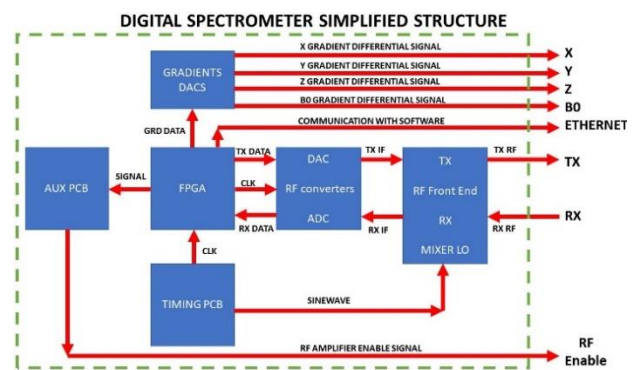 DIGITAL SPECTROMETER SIMPLIFIED STRUCTURE
X GRADIENT DIFFERENTIAL SIGNAL
X
Y GRADIENT DIFFERENTIAL SIGNAL
Y
GRADIENTS
DACS
Z GRADIENT DIFFERENTIAL SIGNAL
Z
B0 GRADIENT DIFFERENTIAL SIGNAL
B0
COMMUNICATION WITH SOFTWARE
ETHERNET
GRD DATA
AUX PCB
SIGNAL
FPGA
TX DATA
CLK
RX DATA
DAC
RF converters
ADC
TX IF
RX IF
TX
RF Front End
RX
MIXER LO
TX RF
TX
RX RF
RX
CLK
TIMING PCB
SINEWAVE
RF AMPLIFIER ENABLE SIGNAL
RF
Enable